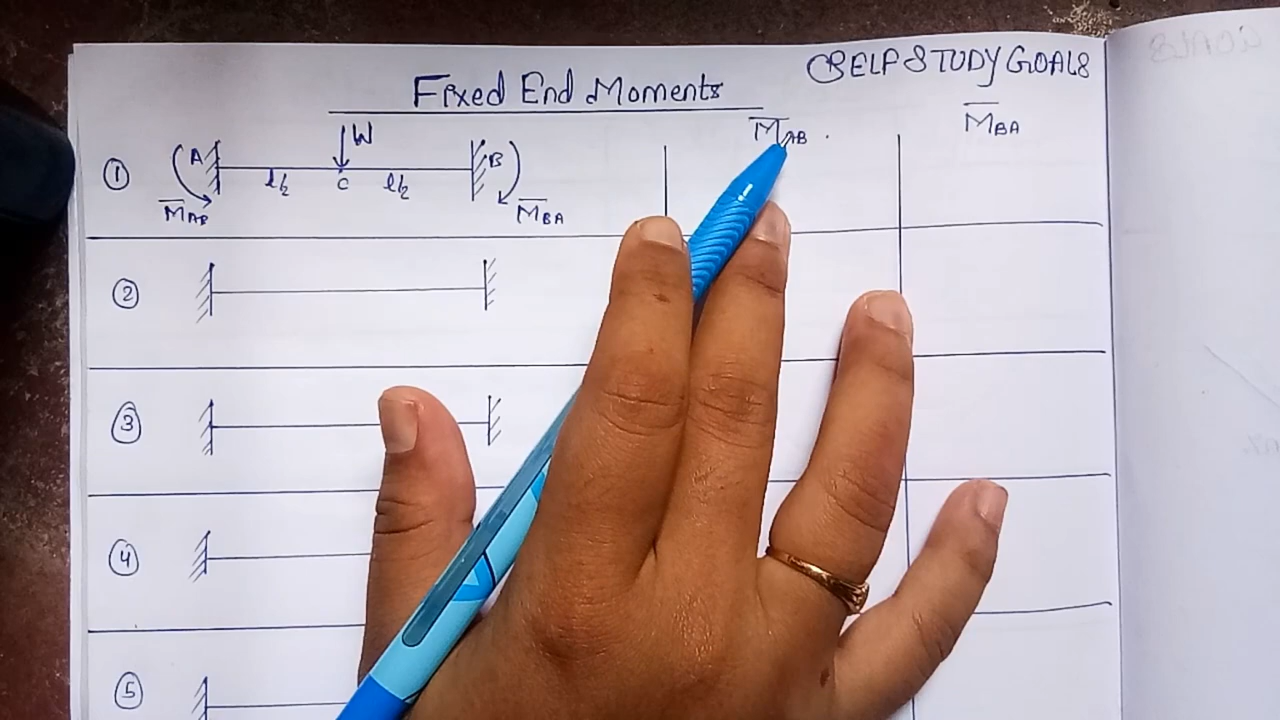 SELF STUDY GOALS
Fixed End Moments
M̅AB
M̅BA
① A l/2 W C l/2 B
M̅AB M̅BA
②
③
④
⑤